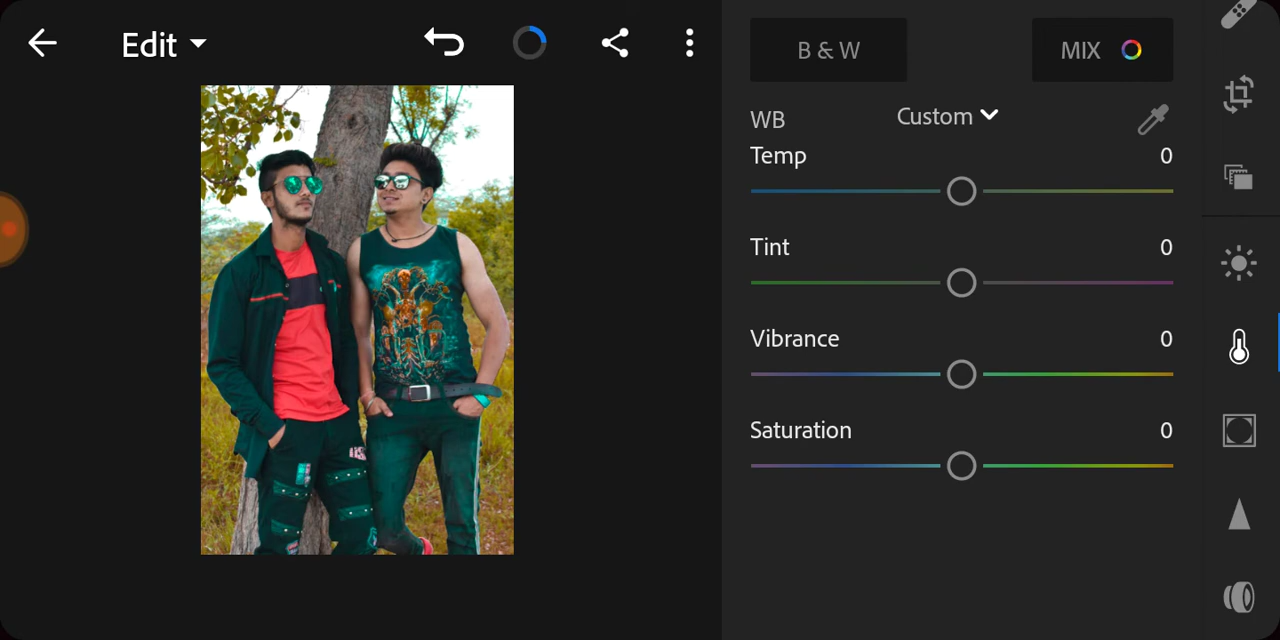 Edit
B & W
MIX
WB
Custom
Temp
0
Tint
0
Vibrance
0
Saturation
0